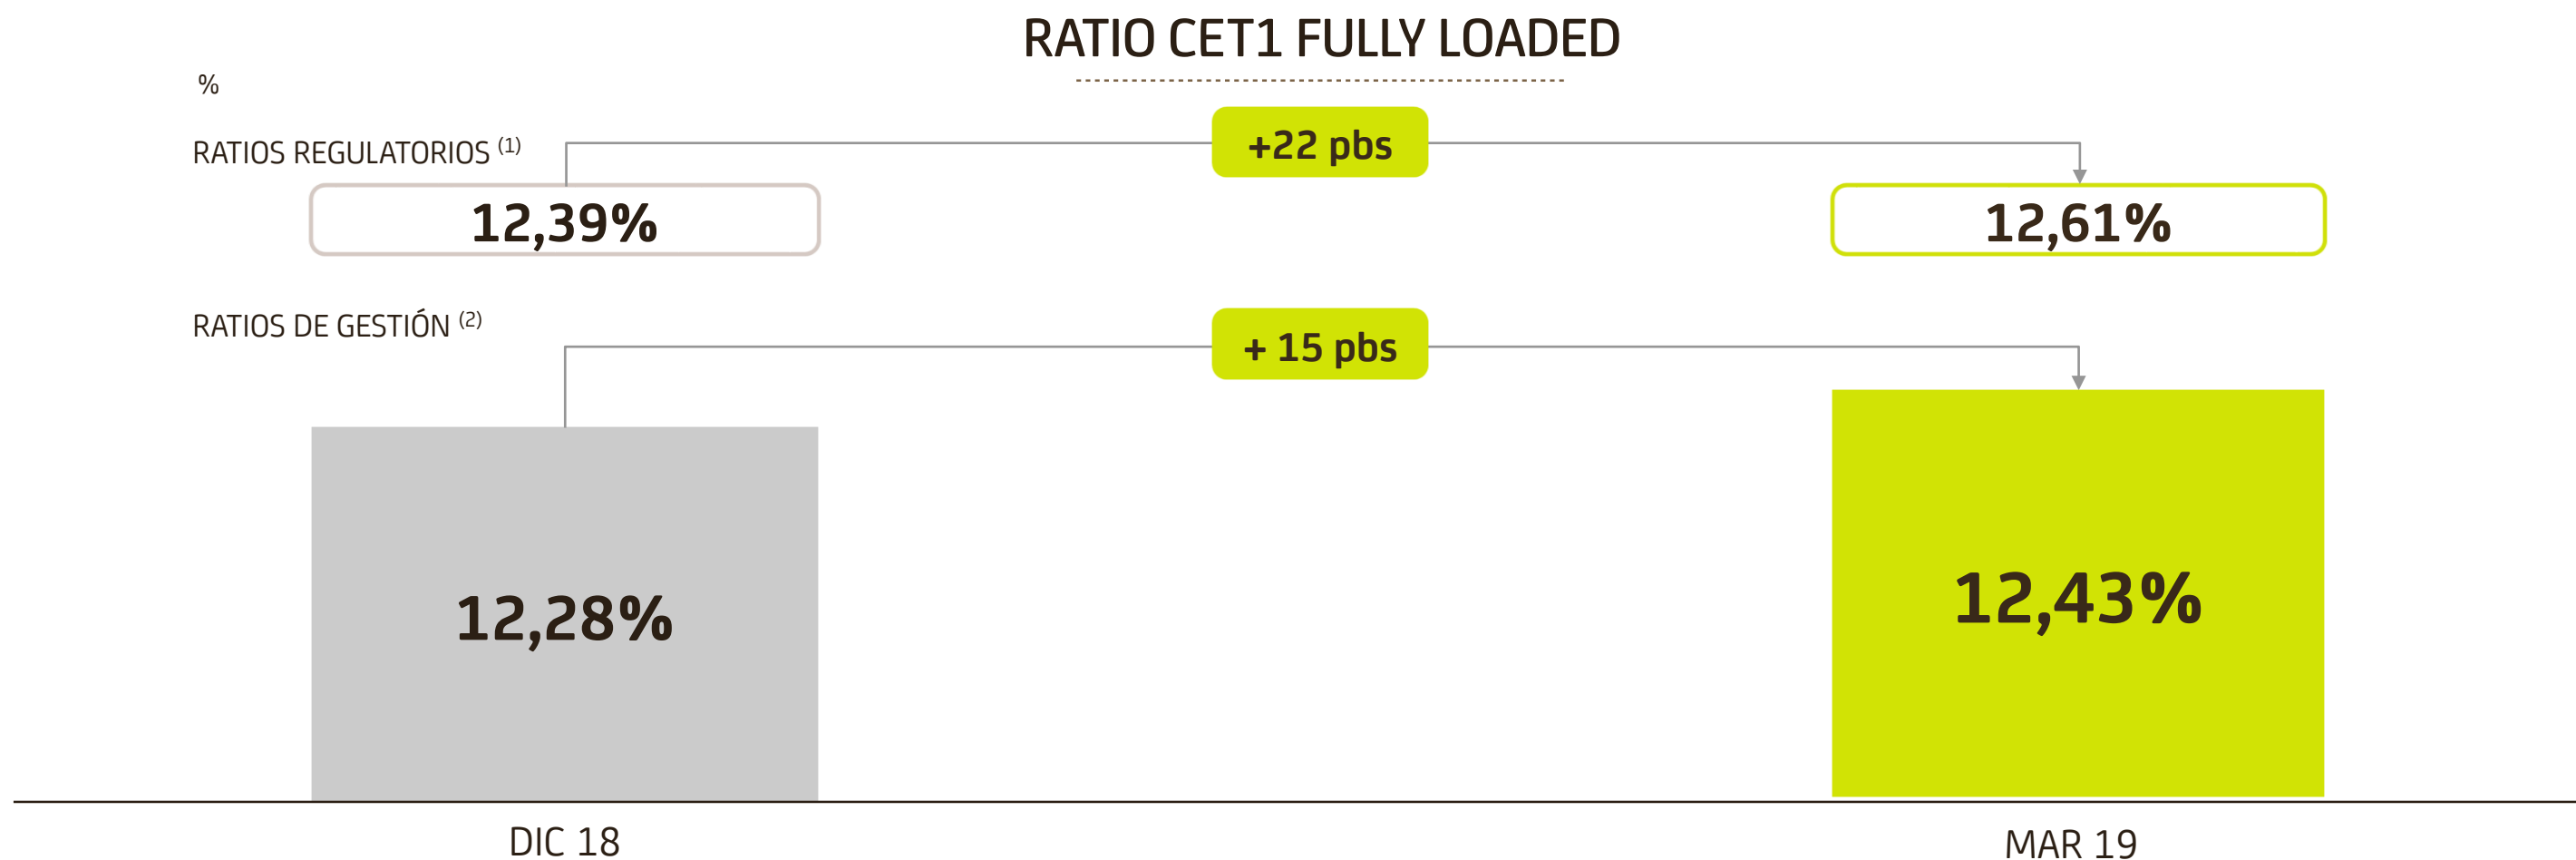 RATIO CET1 FULLY LOADED
%
RATIOS REGULATORIOS (1)
+22 pbs
12,39%
12,61%
RATIOS DE GESTIÓN (2)
+ 15 pbs
12,28%
12,43%
DIC 18
MAR 19